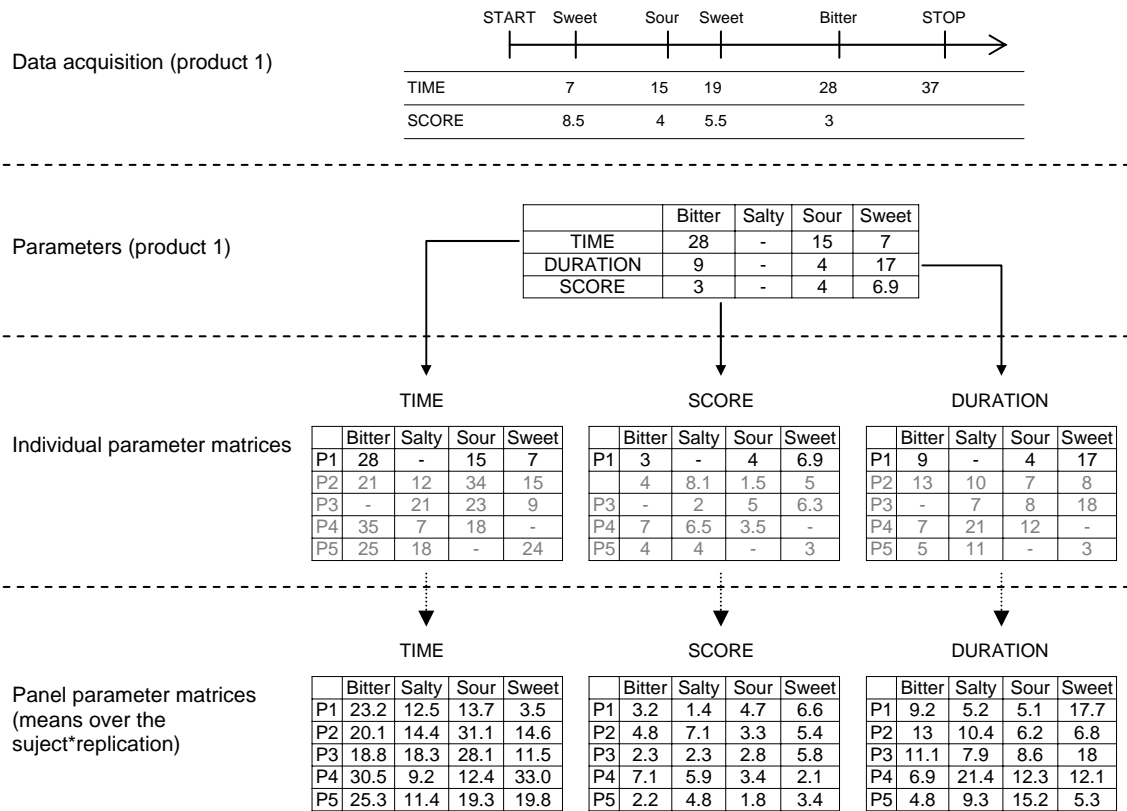 START Sweet Sour Sweet Bitter STOP
Data acquisition (product 1)
TIME 7 15 19 28 37
SCORE 8.5 4 5.5 3
Parameters (product 1)
Bitter Salty Sour Sweet
TIME 28 - 15 7
DURATION 9 - 4 17
SCORE 3 - 4 6.9
Individual parameter matrices
TIME
Bitter Salty Sour Sweet
P1 28 - 15 7
P2 21 12 34 15
P3 - 21 23 9
P4 35 7 18 -
P5 25 18 - 24
SCORE
Bitter Salty Sour Sweet
P1 3 - 4 6.9
4 8.1 1.5 5
P3 - 2 5 6.3
P4 7 6.5 3.5 -
P5 4 4 - 3
DURATION
Bitter Salty Sour Sweet
P1 9 - 4 17
P2 13 10 7 8
P3 - 7 8 18
P4 7 21 12 -
P5 5 11 - 3
Panel parameter matrices
(means over the
suject*replication)
TIME
Bitter Salty Sour Sweet
P1 23.2 12.5 13.7 3.5
P2 20.1 14.4 31.1 14.6
P3 18.8 18.3 28.1 11.5
P4 30.5 9.2 12.4 33.0
P5 25.3 11.4 19.3 19.8
SCORE
Bitter Salty Sour Sweet
P1 3.2 1.4 4.7 6.6
P2 4.8 7.1 3.3 5.4
P3 2.3 2.3 2.8 5.8
P4 7.1 5.9 3.4 2.1
P5 2.2 4.8 1.8 3.4
DURATION
Bitter Salty Sour Sweet
P1 9.2 5.2 5.1 17.7
P2 13 10.4 6.2 6.8
P3 11.1 7.9 8.6 18
P4 6.9 21.4 12.3 12.1
P5 4.8 9.3 15.2 5.3